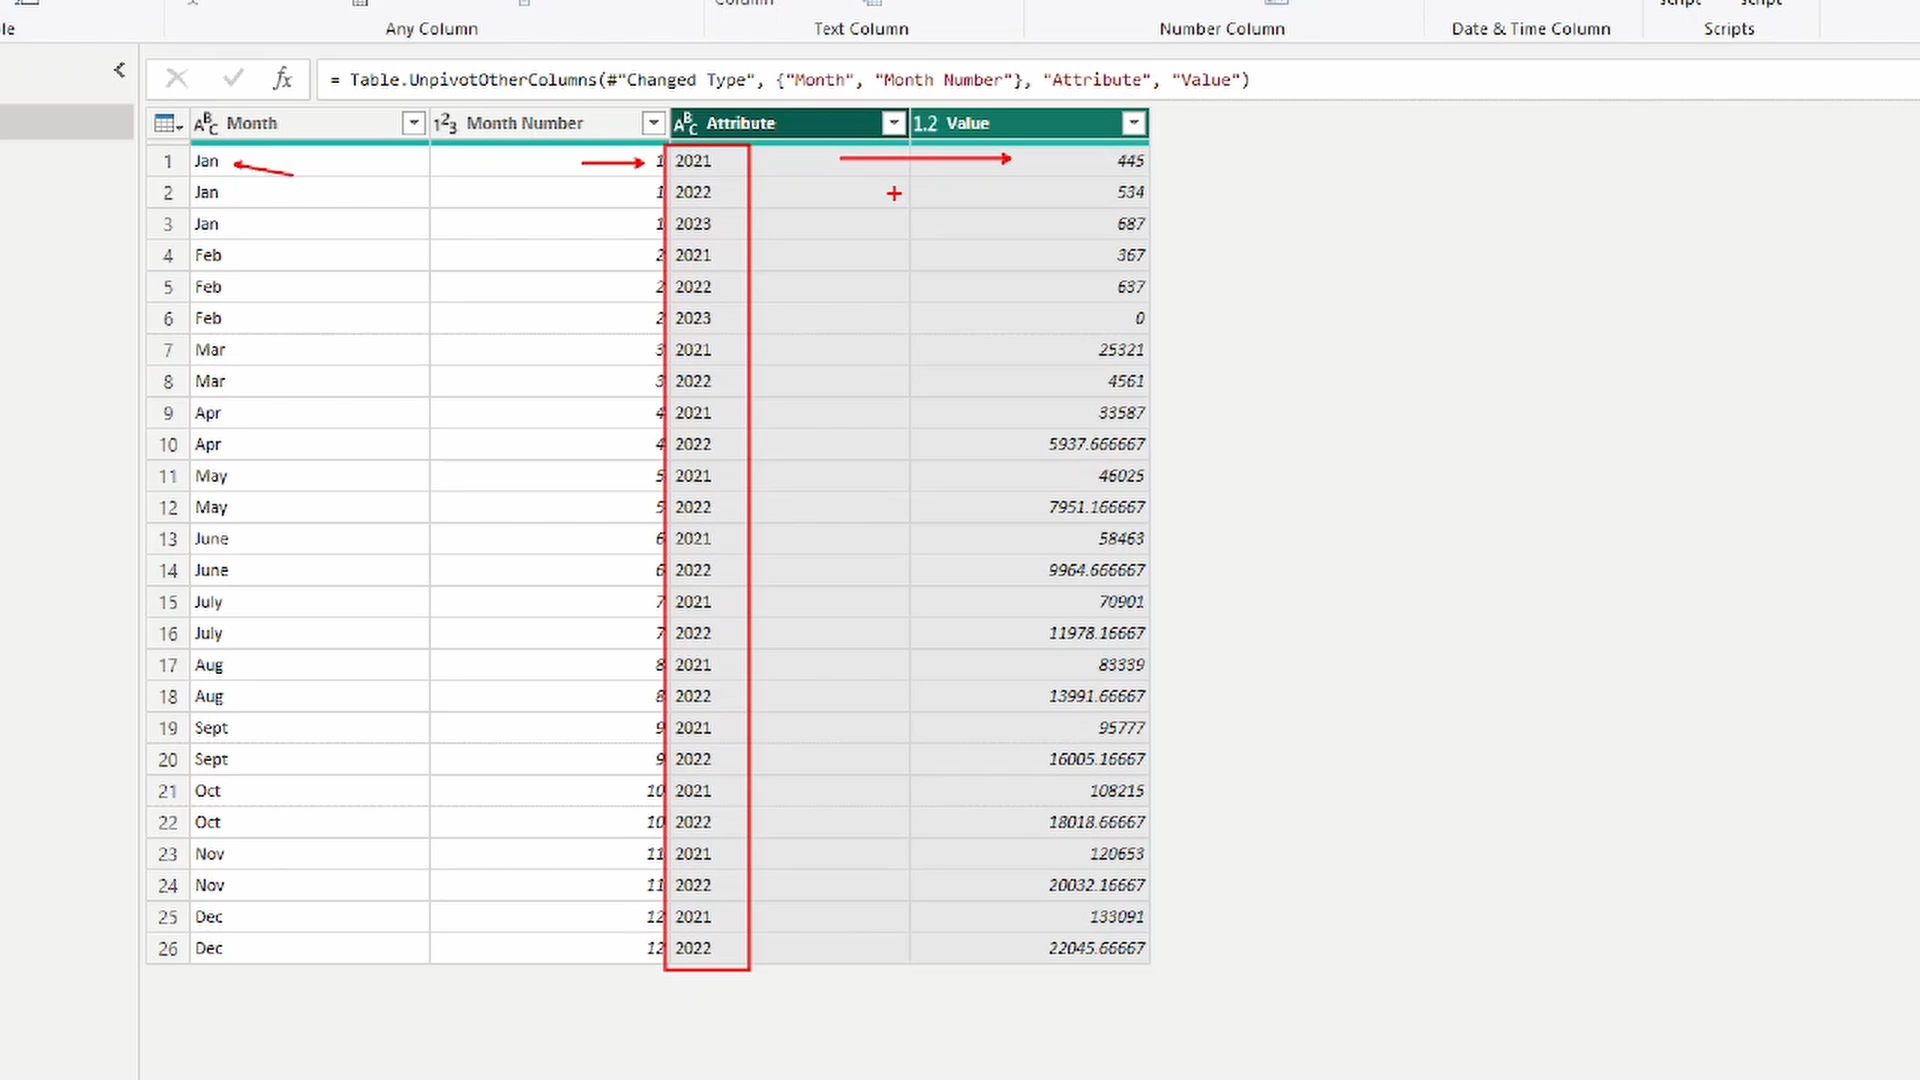 Column
le
Any Column
Text Column
Number Column
Date & Time Column
Scripts
fx = Table.UnpivotOtherColumns(#"Changed Type", {"Month", "Month Number"}, "Attribute", "Value")
ABC Month 123 Month Number ABC Attribute 1.2 Value
1 Jan 1 2021 445
2 Jan 1 2022 534
3 Jan 1 2023 687
4 Feb 2 2021 367
5 Feb 2 2022 637
6 Feb 2 2023 0
7 Mar 3 2021 25321
8 Mar 3 2022 4561
9 Apr 4 2021 33587
10 Apr 4 2022 5937.666667
11 May 5 2021 46025
12 May 5 2022 7951.166667
13 June 6 2021 58463
14 June 6 2022 9964.666667
15 July 7 2021 70901
16 July 7 2022 11978.16667
17 Aug 8 2021 83339
18 Aug 8 2022 13991.66667
19 Sept 9 2021 95777
20 Sept 9 2022 16005.16667
21 Oct 10 2021 108215
22 Oct 10 2022 18018.66667
23 Nov 11 2021 120653
24 Nov 11 2022 20032.16667
25 Dec 12 2021 133091
26 Dec 12 2022 22045.66667